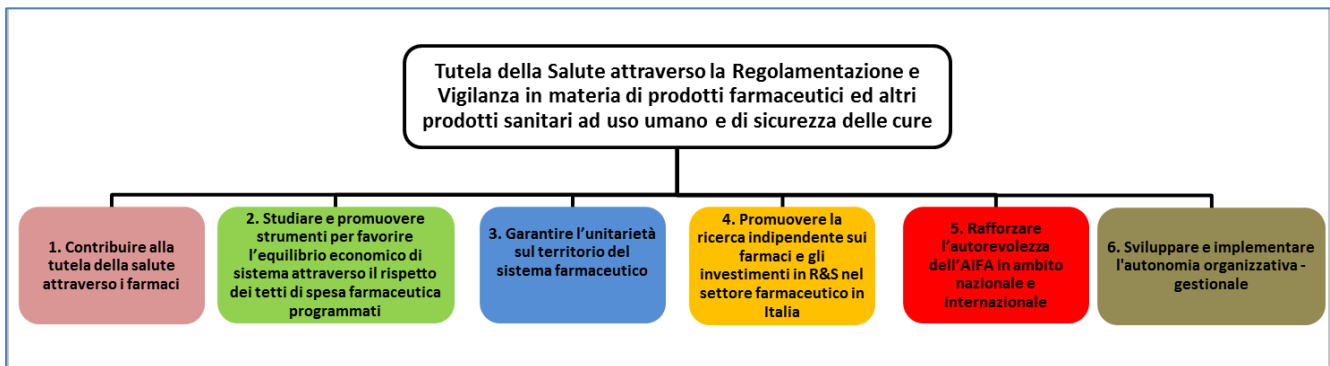 Tutela della Salute attraverso la Regolamentazione e
Vigilanza in materia di prodotti farmaceutici ed altri
prodotti sanitari ad uso umano e di sicurezza delle cure
1. Contribuire alla
tutela della salute
attraverso i farmaci
2. Studiare e promuovere
strumenti per favorire
l'equilibrio economico di
sistema attraverso il rispetto
dei tetti di spesa farmaceutica
programmati
3. Garantire l'unitarietà
sul territorio del
sistema farmaceutico
4. Promuovere la
ricerca indipendente sui
farmaci e gli
investimenti in R&S nel
settore farmaceutico in
Italia
5. Rafforzare
l'autorevolezza
dell'AIFA in ambito
nazionale e
internazionale
6. Sviluppare e implementare
l'autonomia organizzativa -
gestionale